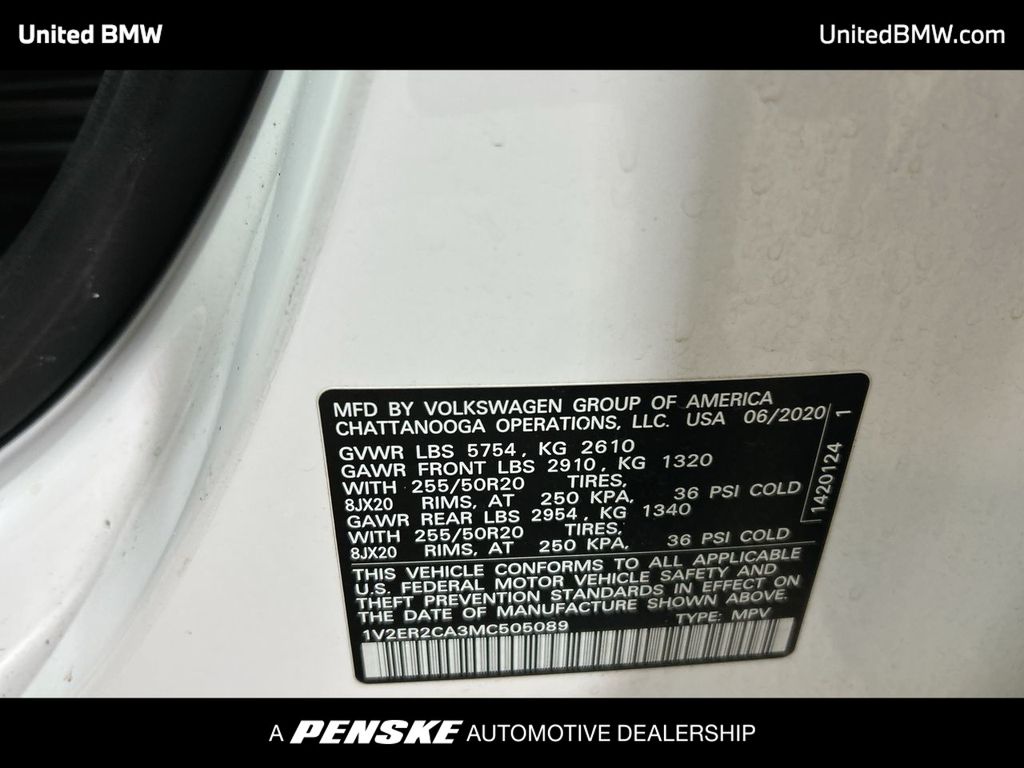 United BMW
UnitedBMW.com
MFD BY VOLKSWAGEN GROUP OF AMERICA
CHATTANOOGA OPERATIONS, LLC. USA 06/2020
GVWR LBS 5754, KG 2610
GAWR FRONT LBS 2910, KG 1320
WITH 255/50R20 TIRES,
8JX20 RIMS, AT 250 KPA, 36 PSI COLD
GAWR REAR LBS 2954, KG 1340
WITH 255/50R20 TIRES,
8JX20 RIMS, AT 250 KPA, 36 PSI COLD
1420124 1
THIS VEHICLE CONFORMS TO ALL APPLICABLE
U.S. FEDERAL MOTOR VEHICLE SAFETY AND
THEFT PREVENTION STANDARDS IN EFFECT ON
THE DATE OF MANUFACTURE SHOWN ABOVE.
1V2ER2CA3MC505089 TYPE: MPV
A PENSKE AUTOMOTIVE DEALERSHIP